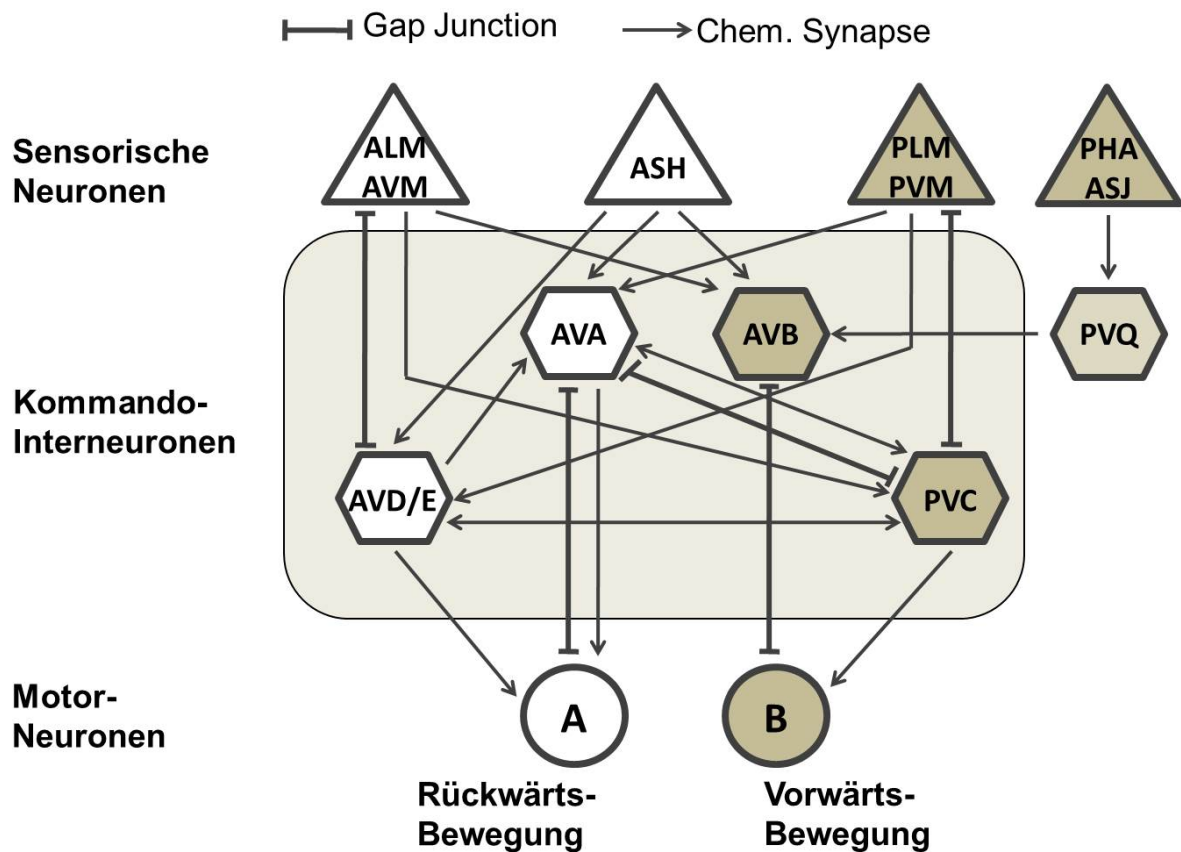 Gap Junction
Chem. Synapse
Sensorische
Neuronen
ALM
AVM
ASH
PLM
PVM
PHA
ASJ
AVA
AVB
PVQ
Kommando-
Interneuronen
AVD/E
PVC
Motor-
Neuronen
A
B
Rückwärts-
Bewegung
Vorwärts-
Bewegung